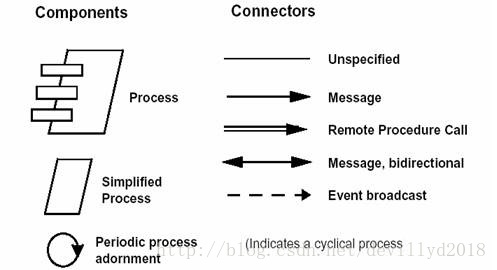 Components
Connectors
Process
Simplified
Process
Periodic process
adornment
Unspecified
Message
Remote Procedure Call
Message, bidirectional
Event broadcast
(Indicates a cyclical process
http://blog.csdn.net/devillyd2018